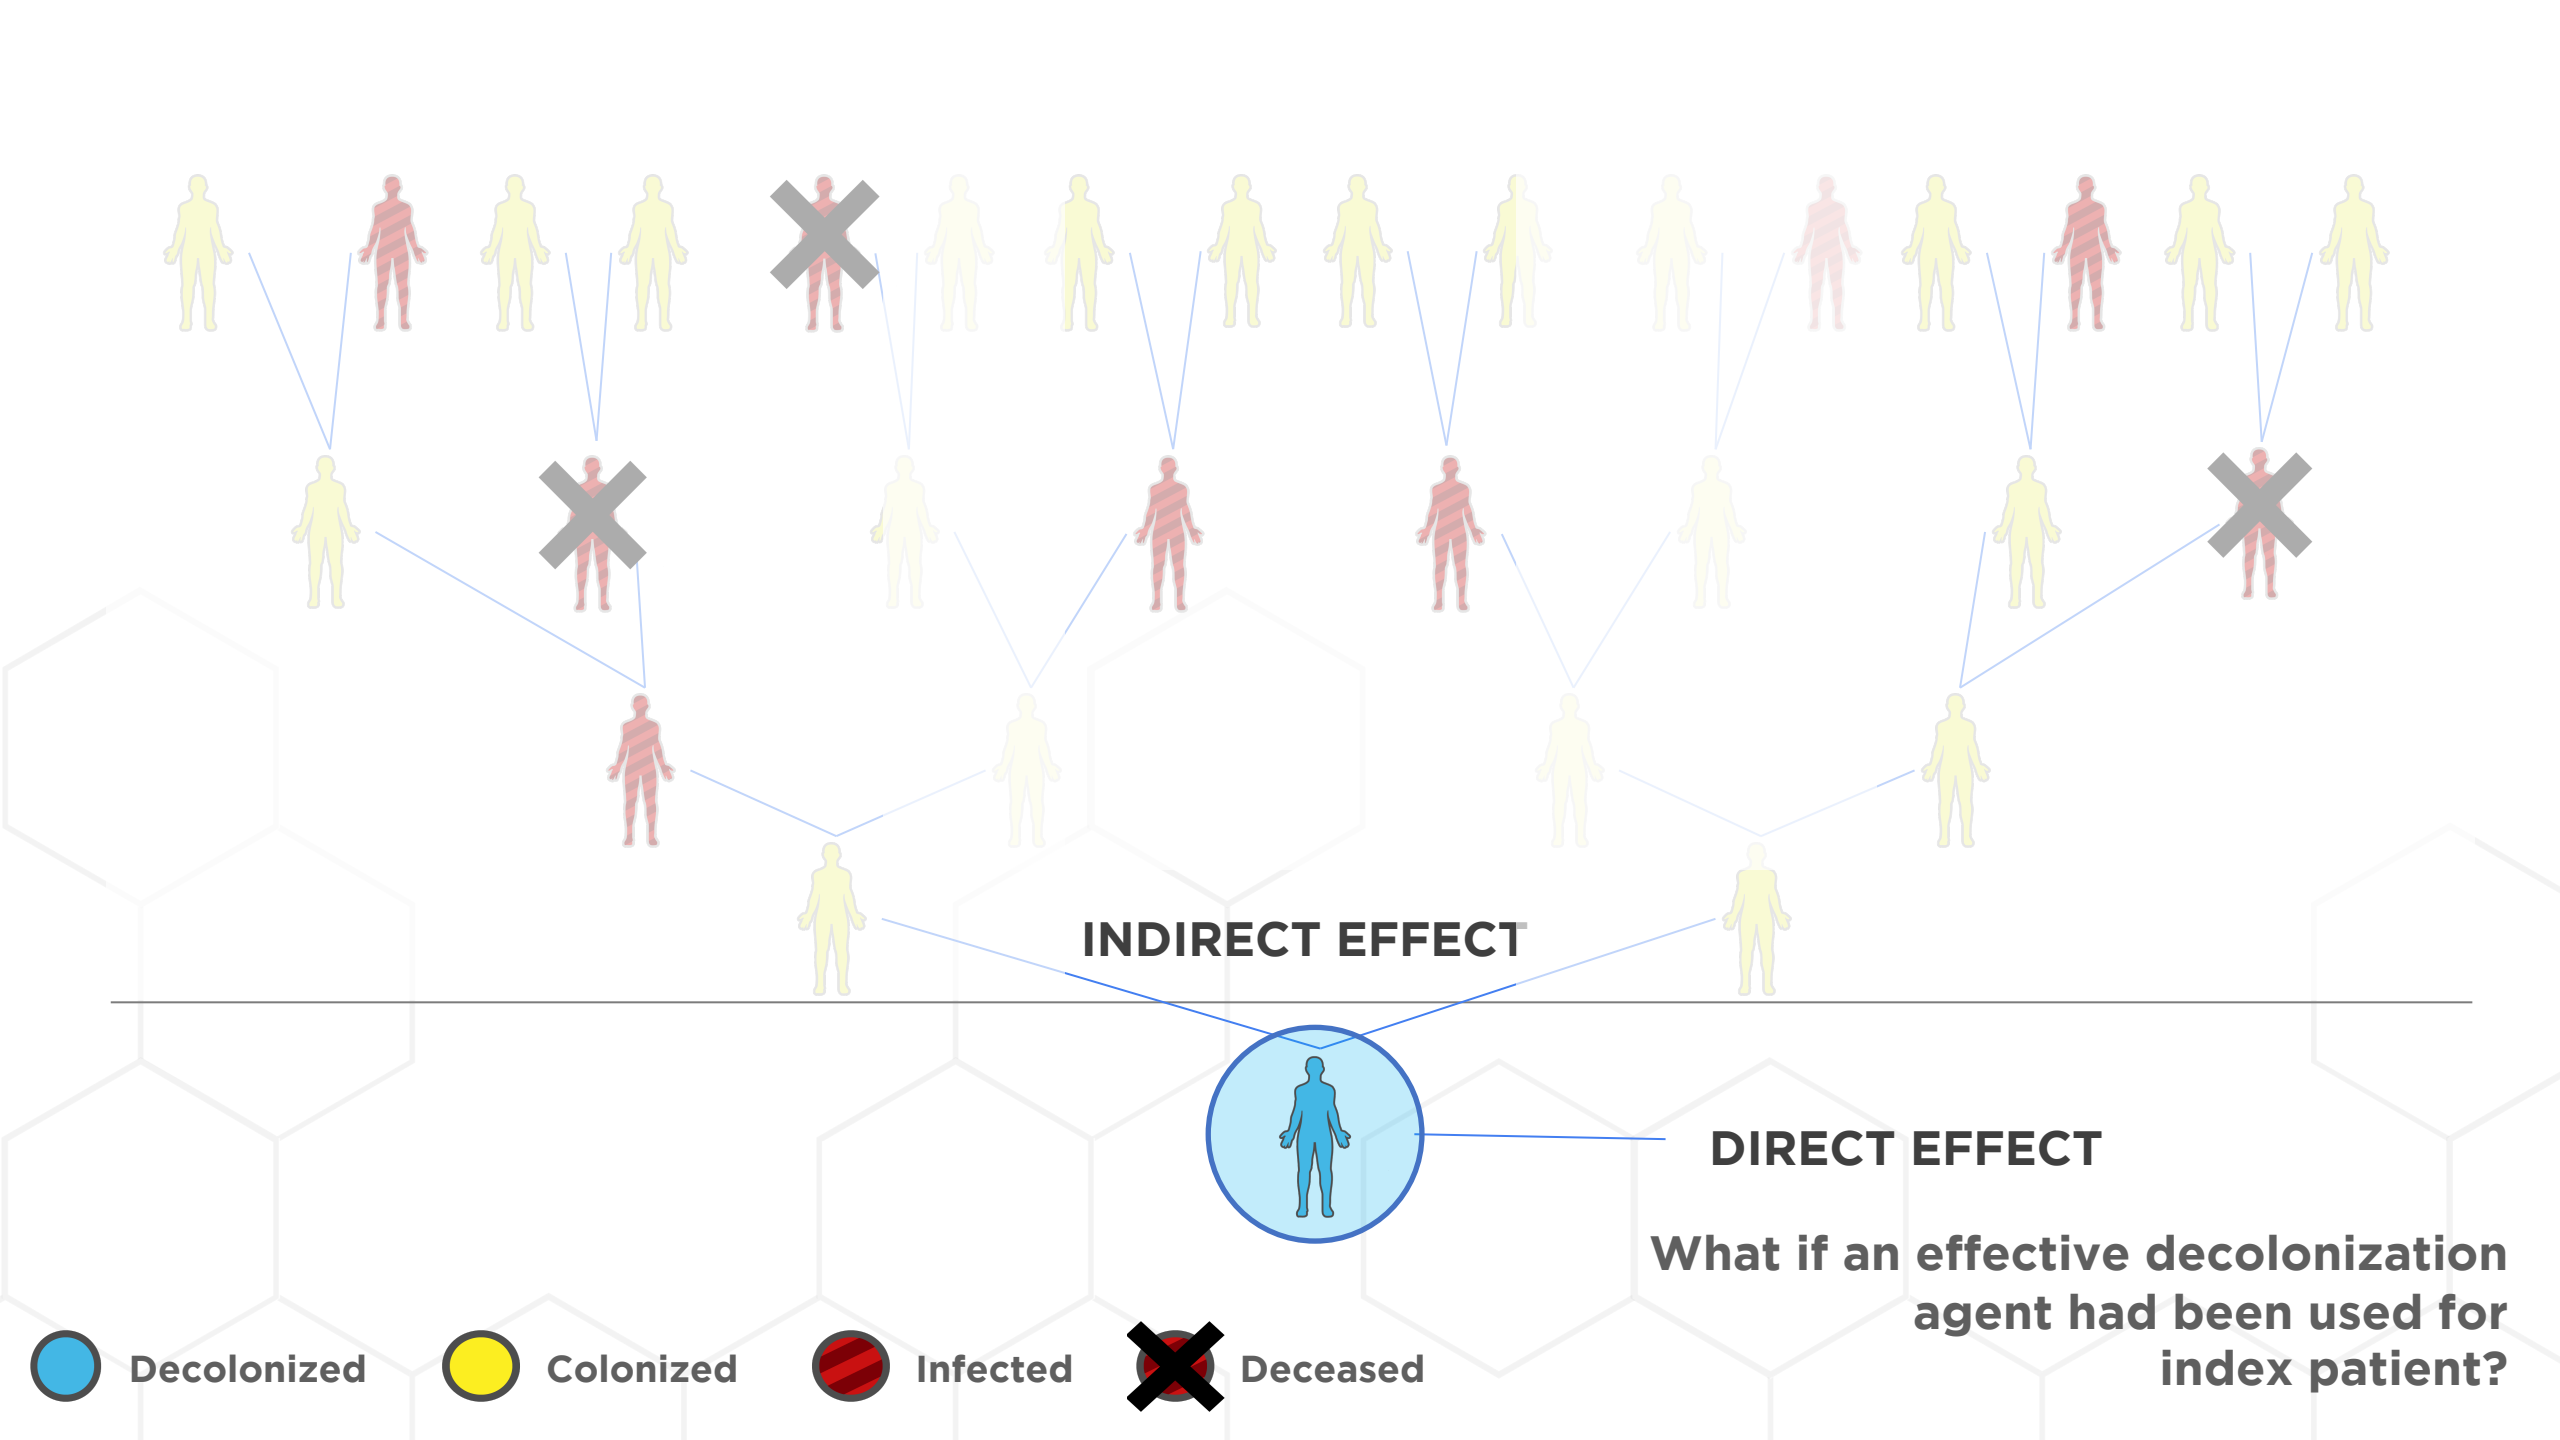 INDIRECT EFFECT
DIRECT EFFECT
What if an effective decolonization
agent had been used for
index patient?
Decolonized
Colonized
Infected
Deceased